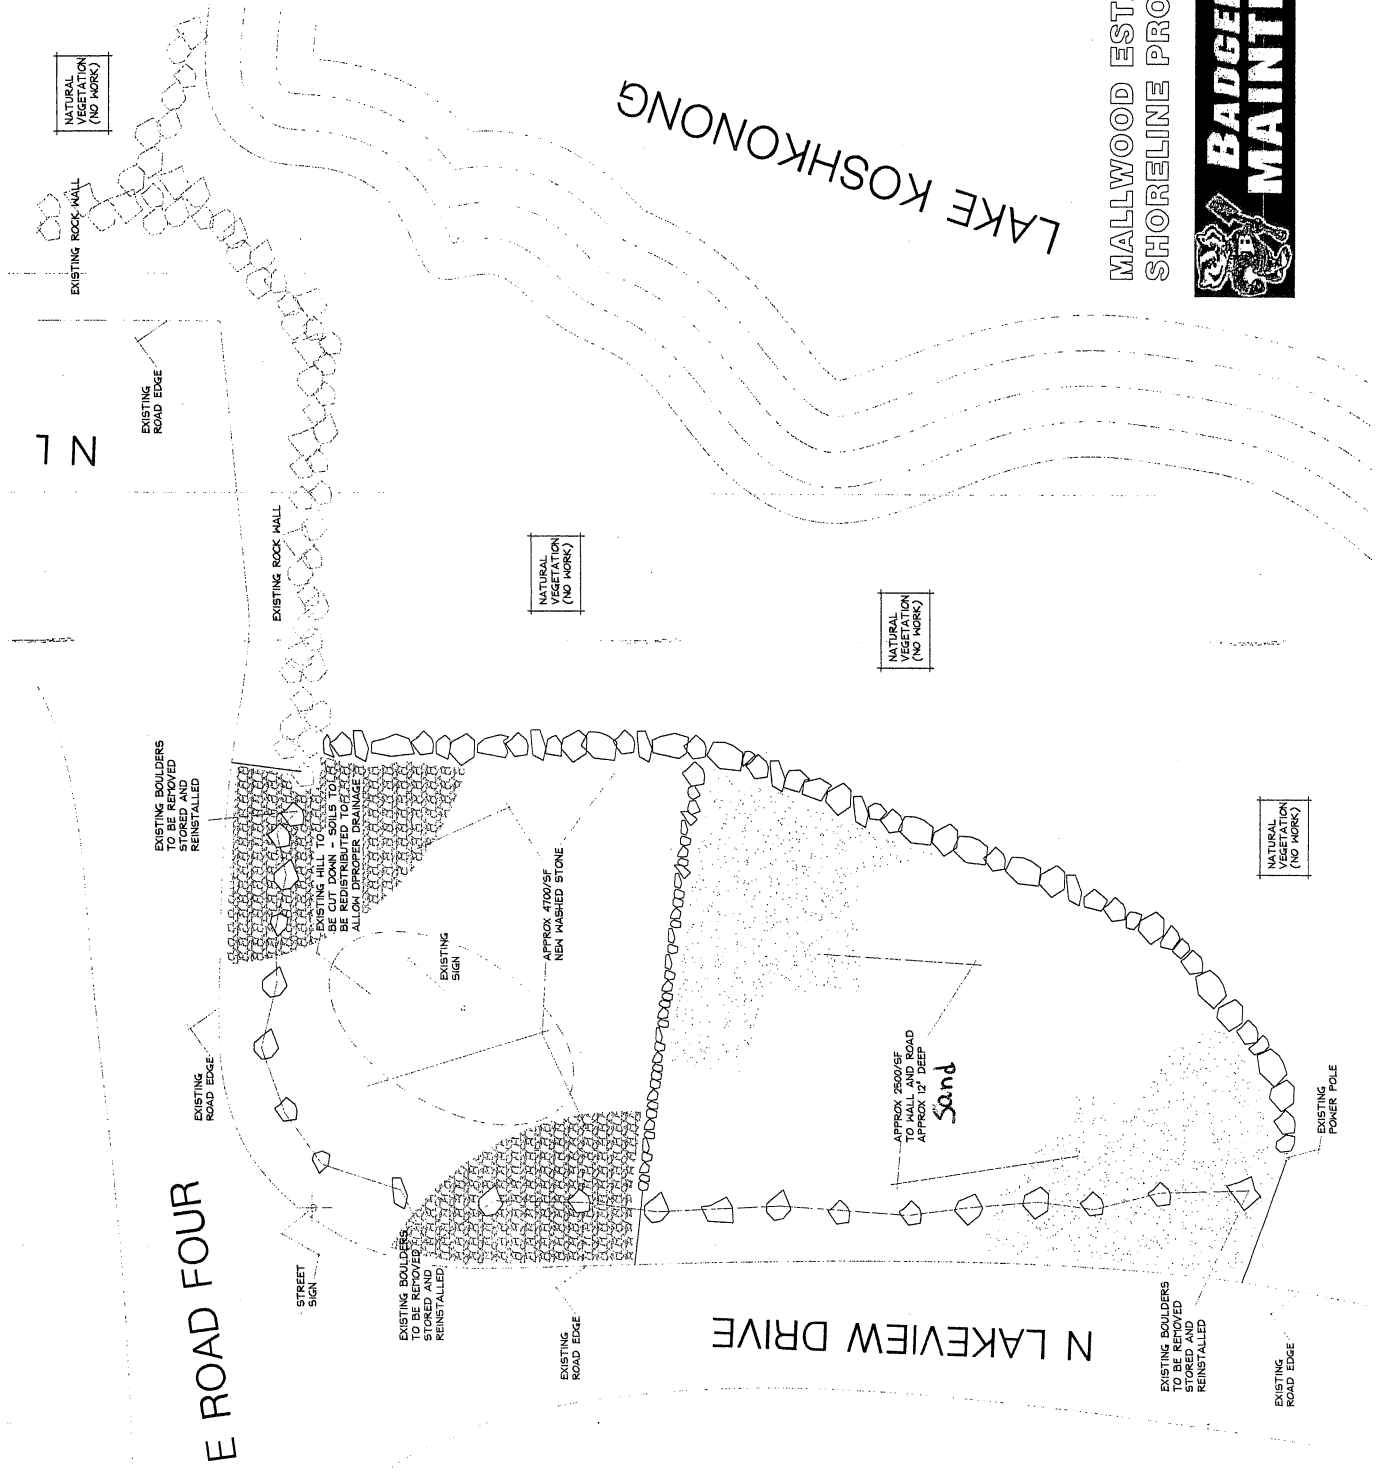 NATURAL
VEGETATION
(NO WORK)
EXISTING ROCK WALL
EXISTING
ROAD EDGE
N L
LAKE KOSHKONONG
MALLWOOD
SHORELINE
EXISTING ROCK WALL
NATURAL
VEGETATION
(NO WORK)
NATURAL
VEGETATION
(NO WORK)
NATURAL
VEGETATION
(NO WORK)
EXISTING BOULDERS
TO BE REMOVED
STORED AND
REINSTALLED
EXISTING HILL TO
BE CUT DOWN - SOILS TO
BE REDISTRIBUTED TO
ALLOW DPROPER DRAINAGE
EXISTING
SIGN
APPROX 4700/SF
NEW WASHED STONE
EXISTING
ROAD EDGE
APPROX 2500/SF
TO WALL AND ROAD
APPROX 12" DEEP
Sand
EXISTING
POWER POLE
E ROAD FOUR
STREET
SIGN
EXISTING BOULDERS
TO BE REMOVED
STORED AND
REINSTALLED
EXISTING
ROAD EDGE
N LAKEVIEW DRIVE
EXISTING BOULDERS
TO BE REMOVED
STORED AND
REINSTALLED
EXISTING
ROAD EDGE